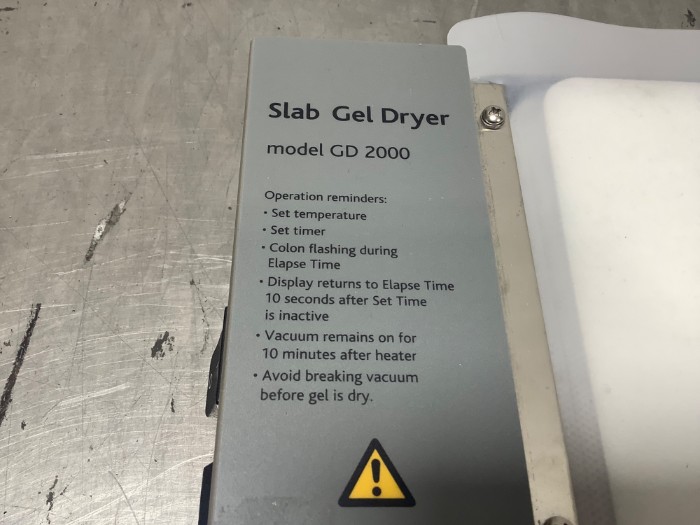 Slab Gel Dryer
model GD 2000
Operation reminders:
• Set temperature
• Set timer
• Colon flashing during
Elapse Time
• Display returns to Elapse Time
10 seconds after Set Time
is inactive
• Vacuum remains on for
10 minutes after heater
• Avoid breaking vacuum
before gel is dry.
!